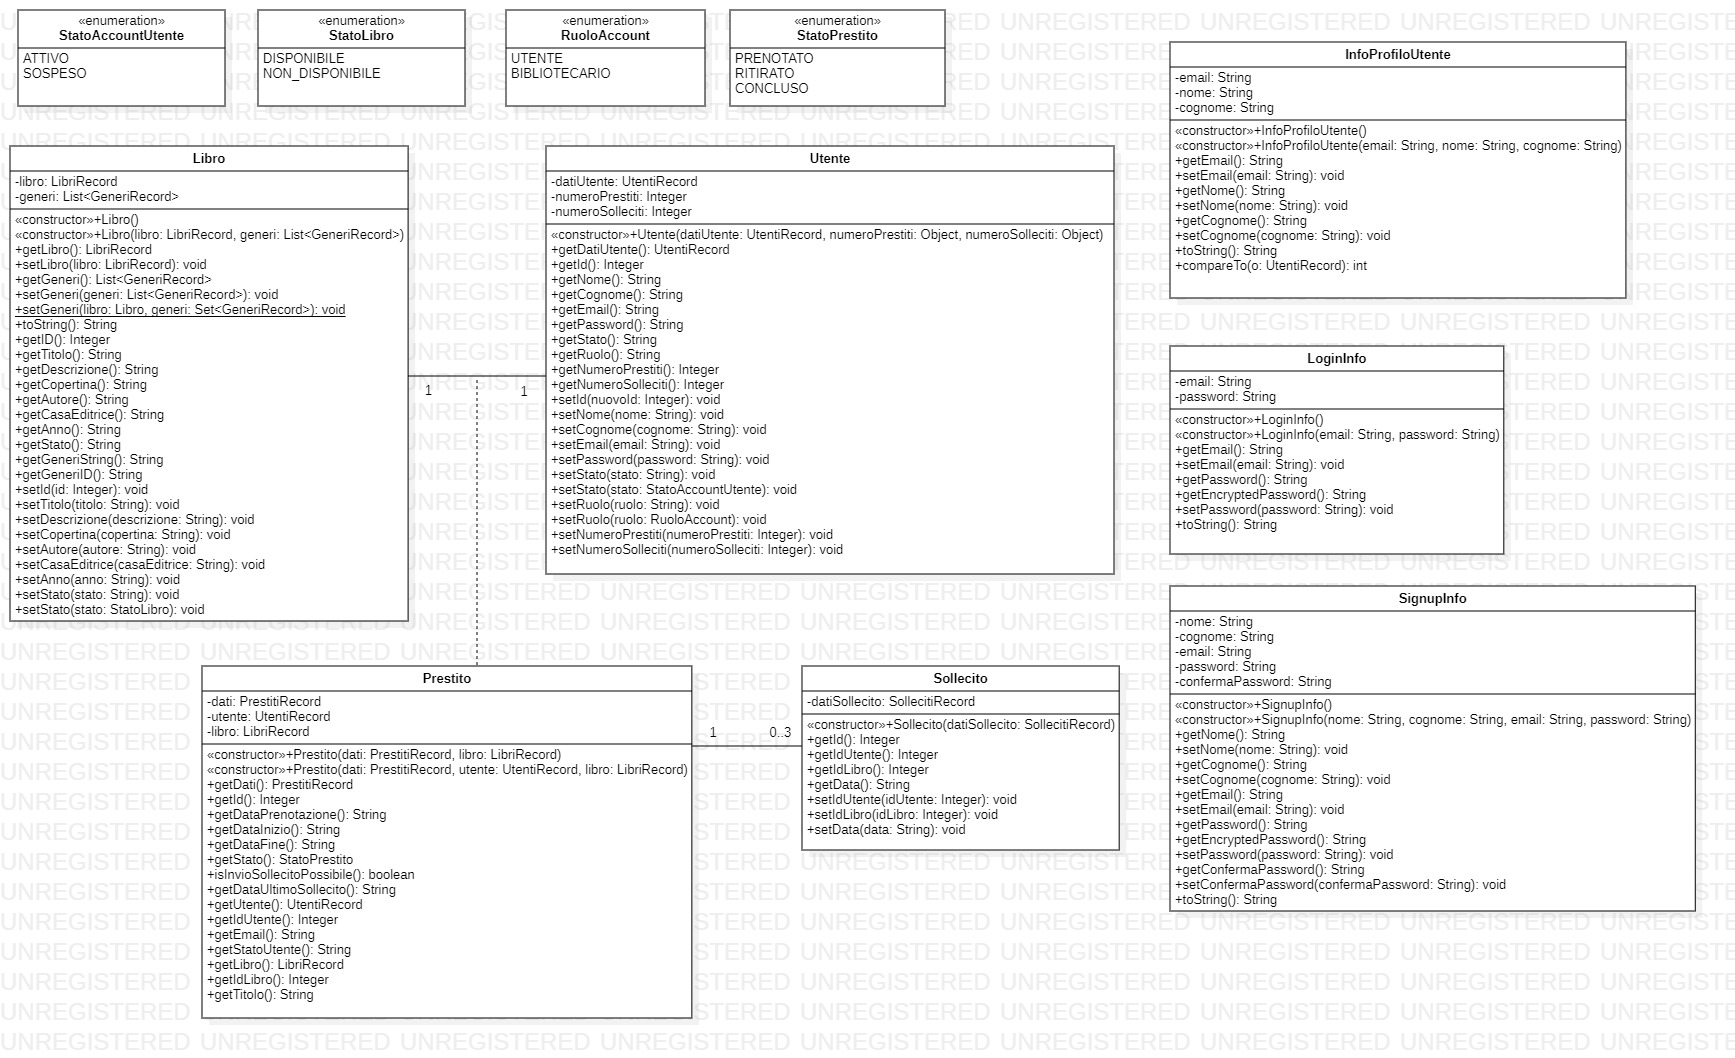 «enumeration»
StatoAccountUtente
ATTIVO
SOSPESO
«enumeration»
StatoLibro
DISPONIBILE
NON_DISPONIBILE
«enumeration»
RuoloAccount
UTENTE
BIBLIOTECARIO
«enumeration»
StatoPrestito
PRENOTATO
RITIRATO
CONCLUSO
Libro
-libro: LibriRecord
-generi: List<GeneriRecord>
«constructor»+Libro()
«constructor»+Libro(libro: LibriRecord, generi: List<GeneriRecord>)
+getLibro(): LibriRecord
+setLibro(libro: LibriRecord): void
+getGeneri(): List<GeneriRecord>
+setGeneri(generi: List<GeneriRecord>): void
+setGeneri(libro: Libro, generi: Set<GeneriRecord>): void
+toString(): String
+getID(): Integer
+getTitolo(): String
+getDescrizione(): String
+getCopertina(): String
+getAutore(): String
+getCasaEditrice(): String
+getAnno(): String
+getStato(): String
+getGeneriString(): String
+getGeneriID(): String
+setId(id: Integer): void
+setTitolo(titolo: String): void
+setDescrizione(descrizione: String): void
+setCopertina(copertina: String): void
+setAutore(autore: String): void
+setCasaEditrice(casaEditrice: String): void
+setAnno(anno: String): void
+setStato(stato: String): void
+setStato(stato: StatoLibro): void
1
1
Utente
-datiUtente: UtentiRecord
-numeroPrestiti: Integer
-numeroSolleciti: Integer
«constructor»+Utente(datiUtente: UtentiRecord, numeroPrestiti: Object, numeroSolleciti: Object)
+getDatiUtente(): UtentiRecord
+getId(): Integer
+getNome(): String
+getCognome(): String
+getEmail(): String
+getPassword(): String
+getStato(): String
+getRuolo(): String
+getNumeroPrestiti(): Integer
+getNumeroSolleciti(): Integer
+setId(nuovoId: Integer): void
+setNome(nome: String): void
+setCognome(cognome: String): void
+setEmail(email: String): void
+setPassword(password: String): void
+setStato(stato: String): void
+setStato(stato: StatoAccountUtente): void
+setRuolo(ruolo: String): void
+setRuolo(ruolo: RuoloAccount): void
+setNumeroPrestiti(numeroPrestiti: Integer): void
+setNumeroSolleciti(numeroSolleciti: Integer): void
Prestito
-dati: PrestitiRecord
-utente: UtentiRecord
-libro: LibriRecord
«constructor»+Prestito(dati: PrestitiRecord, libro: LibriRecord)
«constructor»+Prestito(dati: PrestitiRecord, utente: UtentiRecord, libro: LibriRecord)
+getDati(): PrestitiRecord
+getId(): Integer
+getDataPrenotazione(): String
+getDataInizio(): String
+getDataFine(): String
+getStato(): StatoPrestito
+isInvioSollecitoPossibile(): boolean
+getDataUltimoSollecito(): String
+getUtente(): UtentiRecord
+getIdUtente(): Integer
+getEmail(): String
+getStatoUtente(): String
+getLibro(): LibriRecord
+getIdLibro(): Integer
+getTitolo(): String
1
0..3
Sollecito
-datiSollecito: SollecitiRecord
«constructor»+Sollecito(datiSollecito: SollecitiRecord)
+getId(): Integer
+getIdUtente(): Integer
+getIdLibro(): Integer
+getData(): String
+setIdUtente(idUtente: Integer): void
+setIdLibro(idLibro: Integer): void
+setData(data: String): void
InfoProfiloUtente
-email: String
-nome: String
-cognome: String
«constructor»+InfoProfiloUtente()
«constructor»+InfoProfiloUtente(email: String, nome: String, cognome: String)
+getEmail(): String
+setEmail(email: String): void
+getNome(): String
+setNome(nome: String): void
+getCognome(): String
+setCognome(cognome: String): void
+toString(): String
+compareTo(o: UtentiRecord): int
LoginInfo
-email: String
-password: String
«constructor»+LoginInfo()
«constructor»+LoginInfo(email: String, password: String)
+getEmail(): String
+setEmail(email: String): void
+getPassword(): String
+getEncryptedPassword(): String
+setPassword(password: String): void
+toString(): String
SignupInfo
-nome: String
-cognome: String
-email: String
-password: String
-confermaPassword: String
«constructor»+SignupInfo()
«constructor»+SignupInfo(nome: String, cognome: String, email: String, password: String)
+getNome(): String
+setNome(nome: String): void
+getCognome(): String
+setCognome(cognome: String): void
+getEmail(): String
+setEmail(email: String): void
+getPassword(): String
+getEncryptedPassword(): String
+setPassword(password: String): void
+getConfermaPassword(): String
+setConfermaPassword(confermaPassword: String): void
+toString(): String
UNREGISTERED